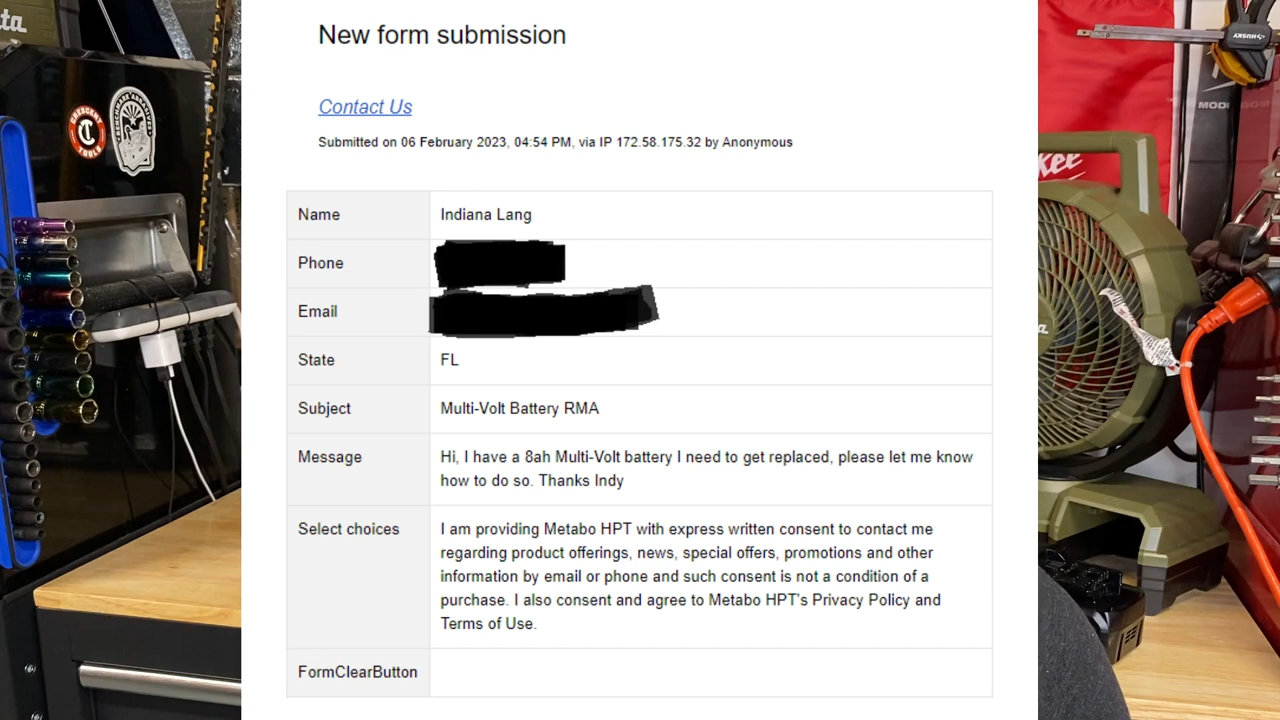 New form submission
Contact Us
Submitted on 06 February 2023, 04:54 PM, via IP 172.58.175.32 by Anonymous
Name Indiana Lang
Phone
Email
State FL
Subject Multi-Volt Battery RMA
Message Hi, I have a 8ah Multi-Volt battery I need to get replaced, please let me know
how to do so. Thanks Indy
Select choices I am providing Metabo HPT with express written consent to contact me
regarding product offerings, news, special offers, promotions and other
information by email or phone and such consent is not a condition of a
purchase. I also consent and agree to Metabo HPT's Privacy Policy and
Terms of Use.
FormClearButton
CRESCENT
TOOLS
HUSKY